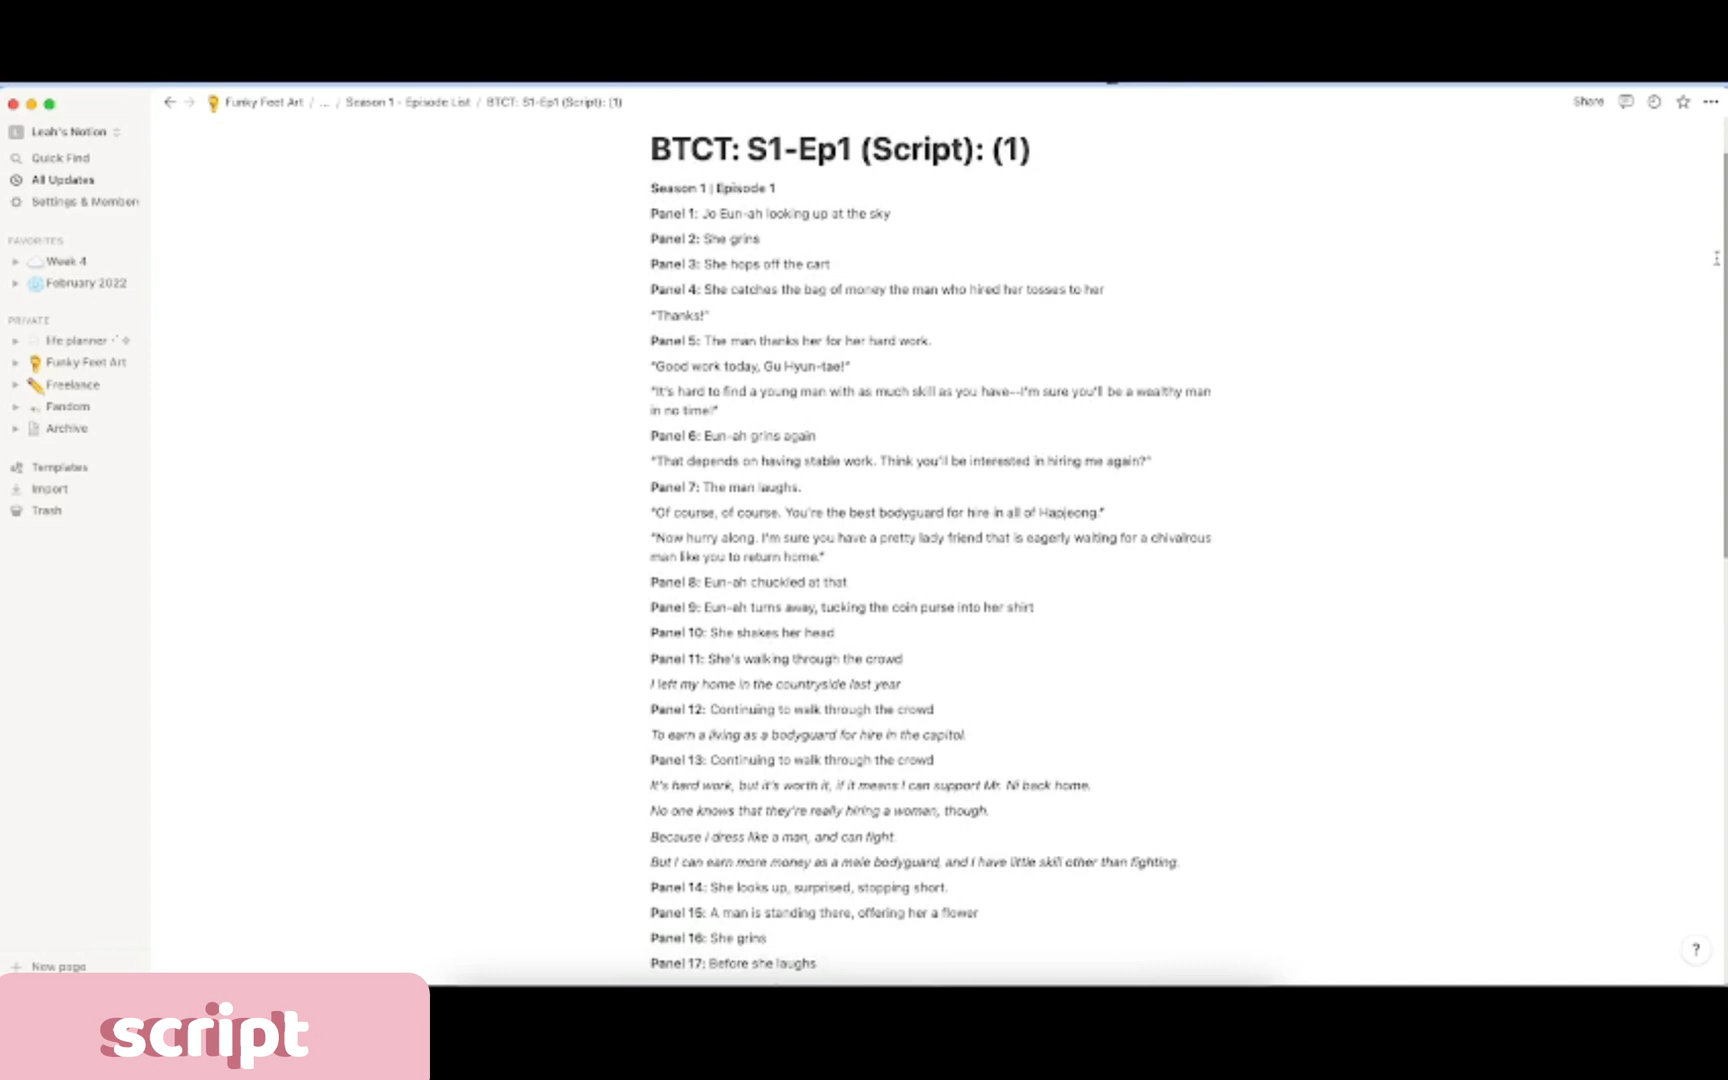 Funky Feet Art / ... / Season 1 - Episode List / BTCT: S1-Ep1 (Script): (1)
Share
Leah's Notion
Quick Find
All Updates
Settings & Member
FAVORITES
Week 4
February 2022
PRIVATE
life planner
Funky Feet Art
Freelance
Fandom
Archive
Templates
Import
Trash
New page
BTCT: S1-Ep1 (Script): (1)
Season 1 | Episode 1
Panel 1: Jo Eun-ah looking up at the sky
Panel 2: She grins
Panel 3: She hops off the cart
Panel 4: She catches the bag of money the man who hired her tosses to her
"Thanks!"
Panel 5: The man thanks her for her hard work.
"Good work today, Gu Hyun-tae!"
"It's hard to find a young man with as much skill as you have--I'm sure you'll be a wealthy man
in no time!"
Panel 6: Eun-ah grins again
"That depends on having stable work. Think you'll be interested in hiring me again?"
Panel 7: The man laughs.
"Of course, of course. You're the best bodyguard for hire in all of Hapjeong."
"Now hurry along. I'm sure you have a pretty lady friend that is eagerly waiting for a chivalrous
man like you to return home."
Panel 8: Eun-ah chuckled at that
Panel 9: Eun-ah turns away, tucking the coin purse into her shirt
Panel 10: She shakes her head
Panel 11: She's walking through the crowd
I left my home in the countryside last year
Panel 12: Continuing to walk through the crowd
To earn a living as a bodyguard for hire in the capitol.
Panel 13: Continuing to walk through the crowd
It's hard work, but it's worth it, if it means I can support Mr. Ni back home.
No one knows that they're really hiring a woman, though.
Because I dress like a man, and can fight.
But I can earn more money as a male bodyguard, and I have little skill other than fighting.
Panel 14: She looks up, surprised, stopping short.
Panel 15: A man is standing there, offering her a flower
Panel 16: She grins
Panel 17: Before she laughs
?
script